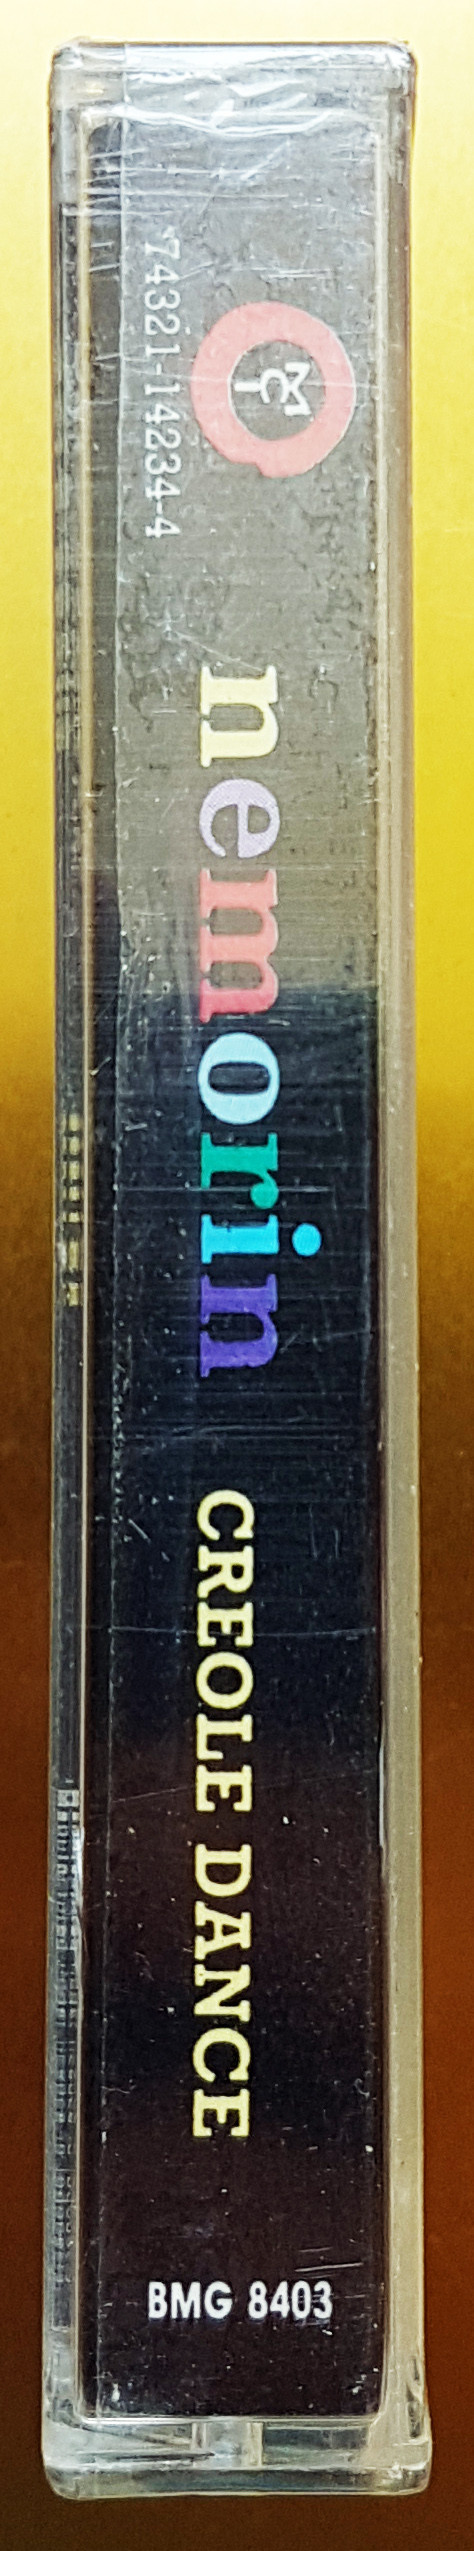 74321-14234-4
nemorin
CREOLE DANCE
BMG 8403